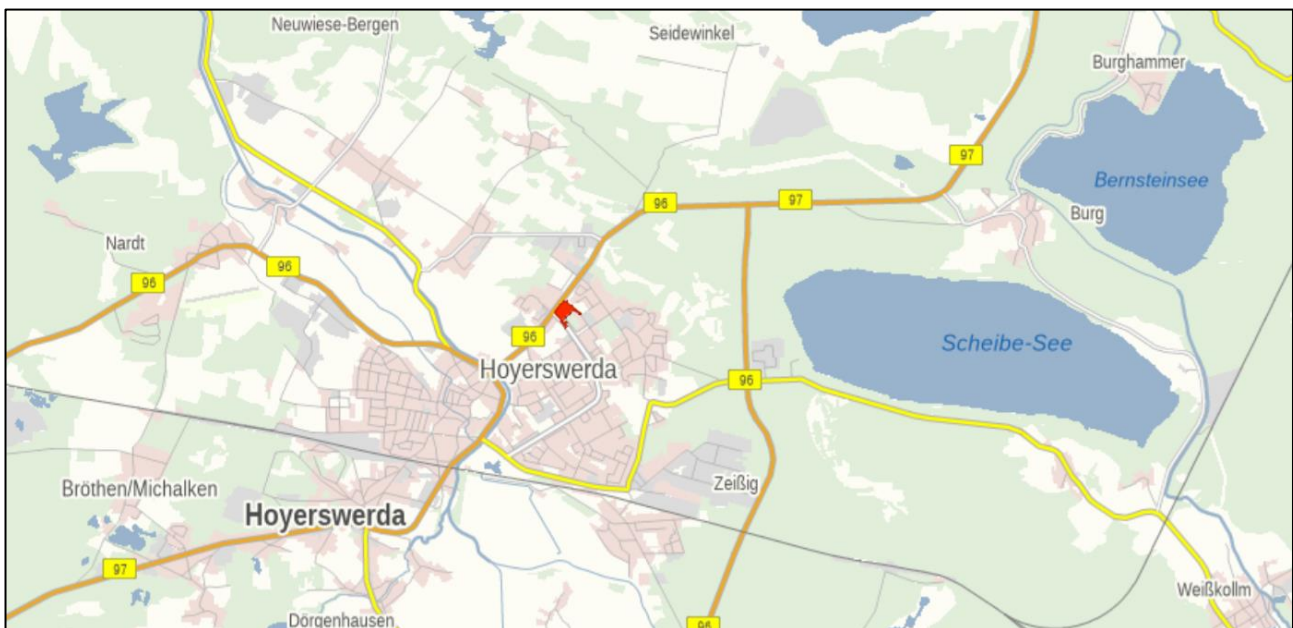 Neuwiese-Bergen
Seidewinkel
Burghammer
97
Bernsteinsee
96
97
Burg
Nardt
96
96
96
Scheibe-See
Hoyerswerda
96
Zeißig
Bröthen/Michalken
Hoyerswerda
97
Weißkollm
Dörgenhausen
96